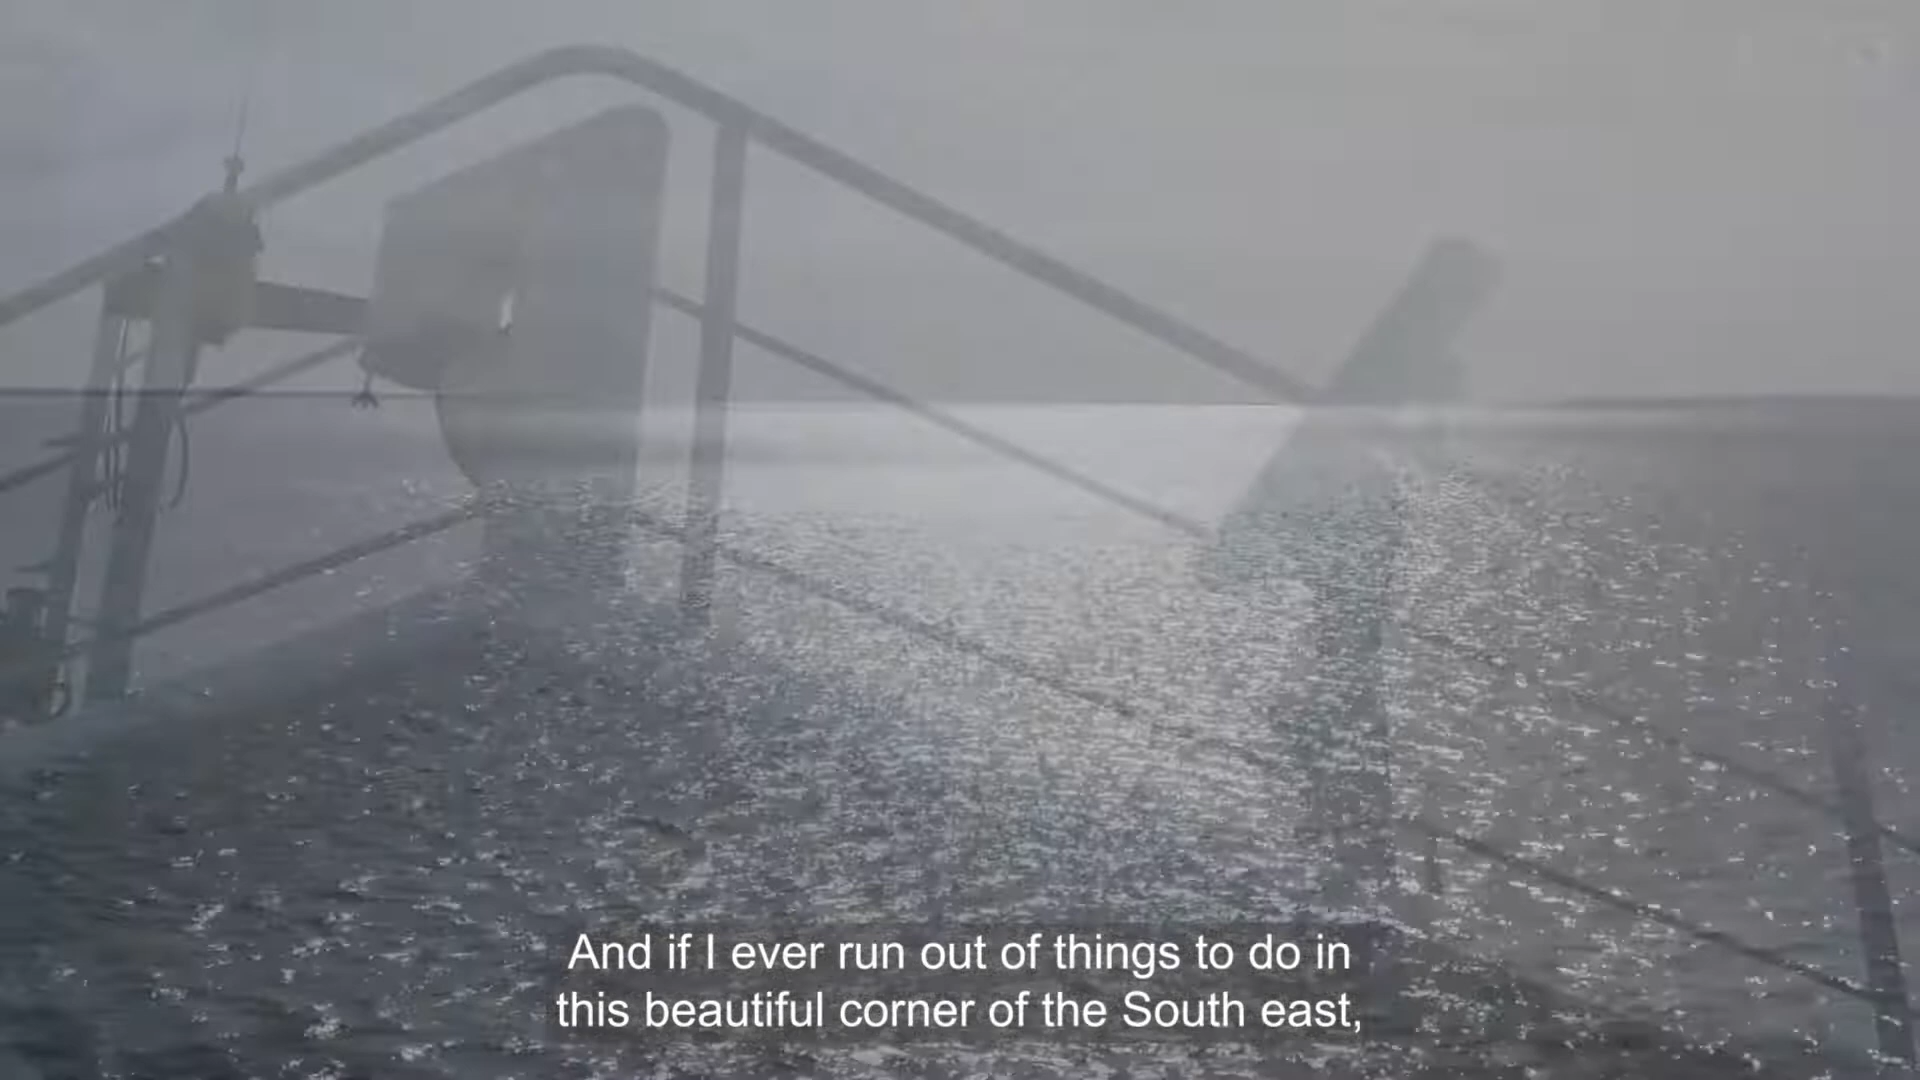 And if I ever run out of things to do in
this beautiful corner of the South east,